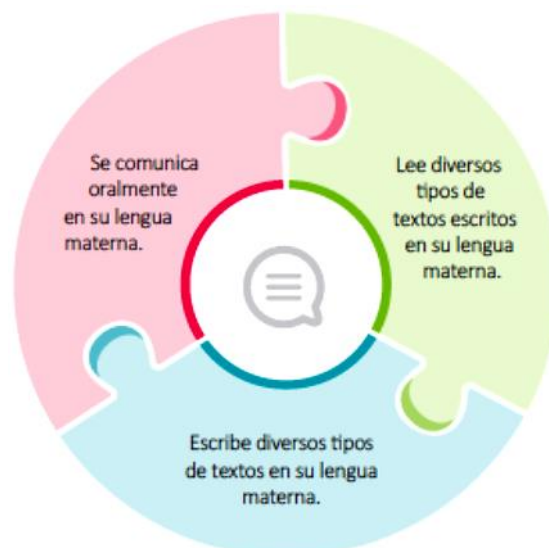 Se comunica
oralmente
en su lengua
materna.
Lee diversos
tipos de
textos escritos
en su lengua
materna.
Escribe diversos tipos
de textos en su lengua
materna.